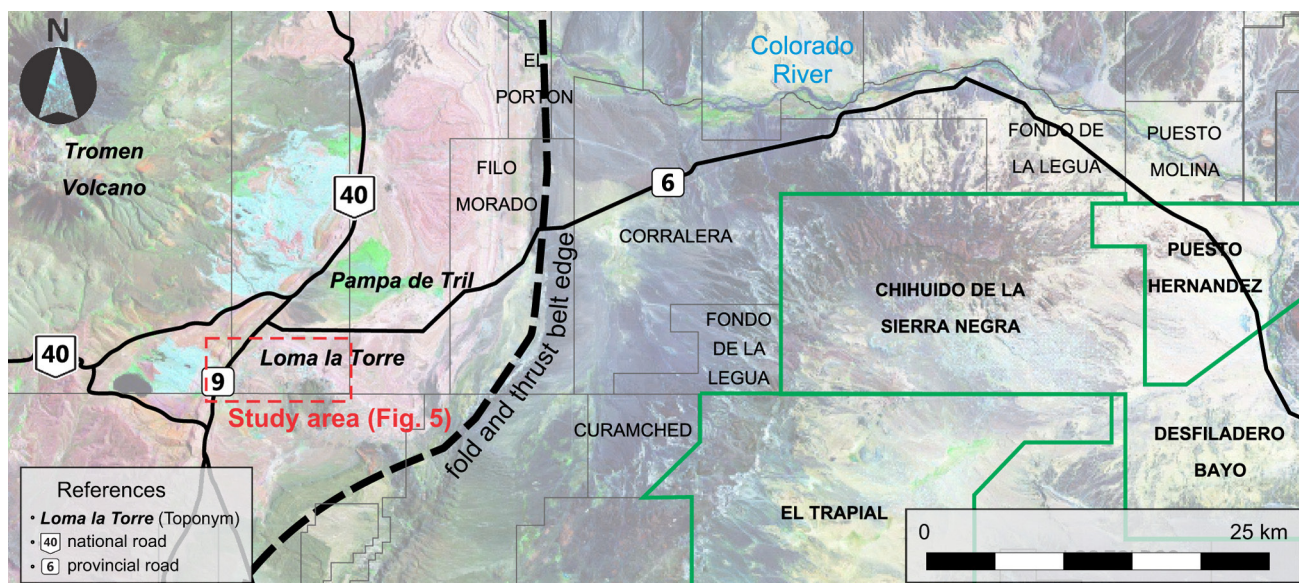 N
Tromen
Volcano
40
EL
PORTON
Colorado
River
FILO
MORADO
6
FONDO DE
LA LEGUA
PUESTO
MOLINA
CORRALERA
Pampa de Tril
PUESTO
HERNANDEZ
CHIHUIDO DE LA
SIERRA NEGRA
FONDO
DE LA
LEGUA
40
Loma la Torre
9
Study area (Fig. 5)
fold and thrust belt edge
CURAMCHED
DESFILADERO
BAYO
EL TRAPIAL
References
Loma la Torre (Toponym)
40 national road
6 provincial road
0 25 km